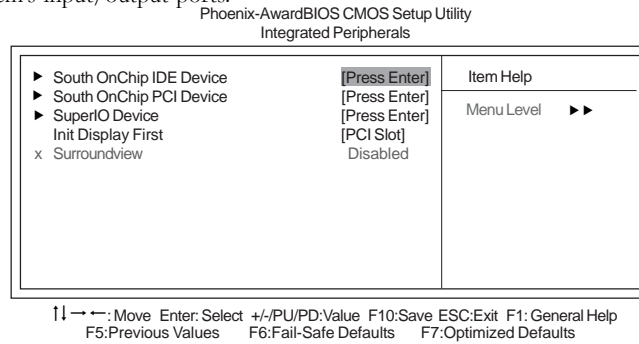 input/output ports.
Phoenix-AwardBIOS CMOS Setup Utility
Integrated Peripherals
▶ South OnChip IDE Device [Press Enter] Item Help
▶ South OnChip PCI Device [Press Enter]
▶ SuperIO Device [Press Enter] Menu Level ▶▶
Init Display First [PCI Slot]
x Surroundview Disabled
↑↓→←: Move Enter: Select +/-/PU/PD:Value F10:Save ESC:Exit F1: General Help
F5:Previous Values F6:Fail-Safe Defaults F7:Optimized Defaults